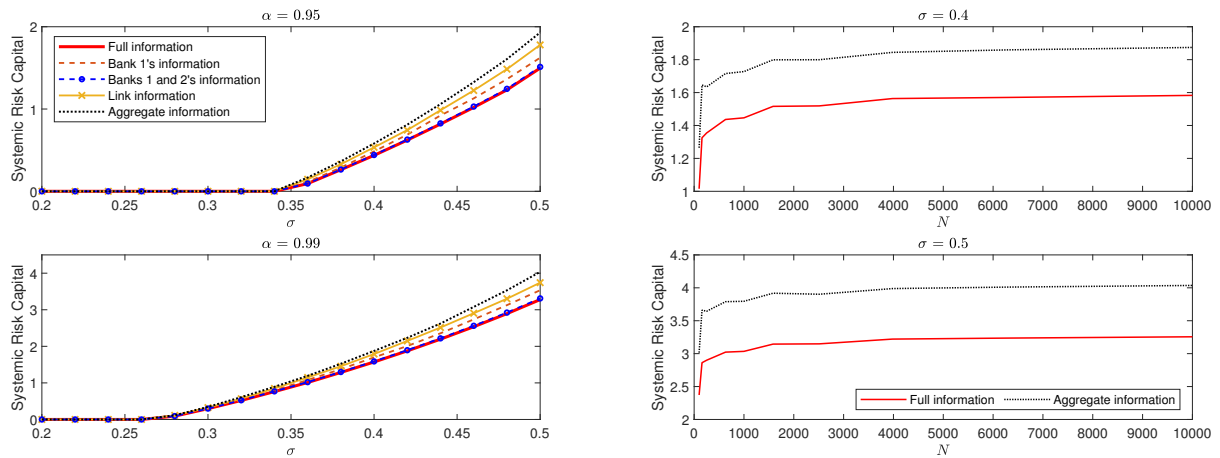 α = 0.95
Systemic Risk Capital
2
1
0
Full information
Bank 1's information
Banks 1 and 2's information
Link information
Aggregate information
0.2 0.25 0.3 0.35 0.4 0.45 0.5
σ
σ = 0.4
Systemic Risk Capital
2
1.8
1.6
1.4
1.2
1
0 1000 2000 3000 4000 5000 6000 7000 8000 9000 10000
N
α = 0.99
Systemic Risk Capital
4
3
2
1
0
0.2 0.25 0.3 0.35 0.4 0.45 0.5
σ
σ = 0.5
Systemic Risk Capital
5
4.5
4
3.5
3
2.5
2
Full information Aggregate information
0 1000 2000 3000 4000 5000 6000 7000 8000 9000 10000
N